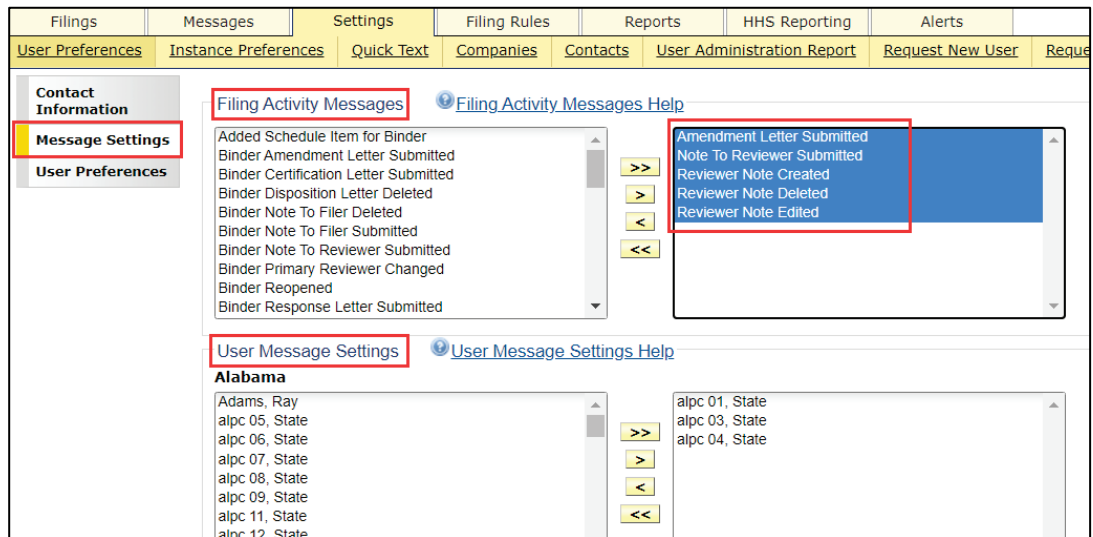 Filings Messages Settings Filing Rules Reports HHS Reporting Alerts
User Preferences Instance Preferences Quick Text Companies Contacts User Administration Report Request New User Reque
Contact
Information
Message Settings
User Preferences
Filing Activity Messages Filing Activity Messages Help
Added Schedule Item for Binder
Binder Amendment Letter Submitted
Binder Certification Letter Submitted
Binder Disposition Letter Deleted
Binder Note To Filer Deleted
Binder Note To Filer Submitted
Binder Note To Reviewer Submitted
Binder Primary Reviewer Changed
Binder Reopened
Binder Response Letter Submitted
>>
>
<
<<
Amendment Letter Submitted
Note To Reviewer Submitted
Reviewer Note Created
Reviewer Note Deleted
Reviewer Note Edited
User Message Settings User Message Settings Help
Alabama
Adams, Ray
alpc 05, State
alpc 06, State
alpc 07, State
alpc 08, State
alpc 09, State
alpc 11, State
alpc 12, State
>>
>
<
<<
alpc 01, State
alpc 03, State
alpc 04, State